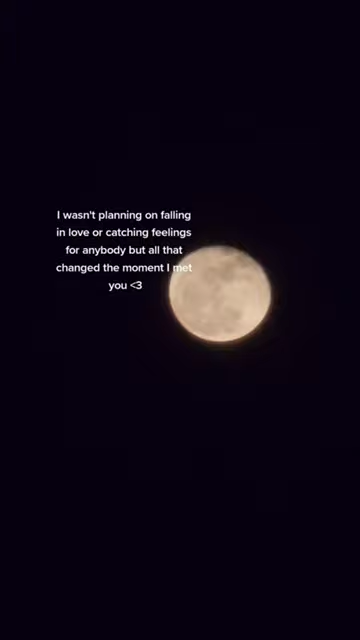 I wasn't planning on falling
in love or catching feelings
for anybody but all that
changed the moment I met
you <3